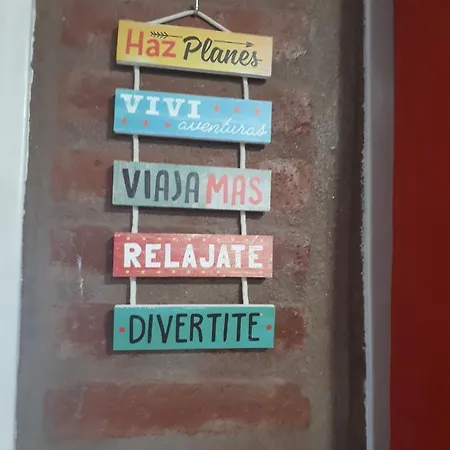 Haz Planes
VIVI
aventuras
VIAJA MAS
RELAJATE
DIVERTITE